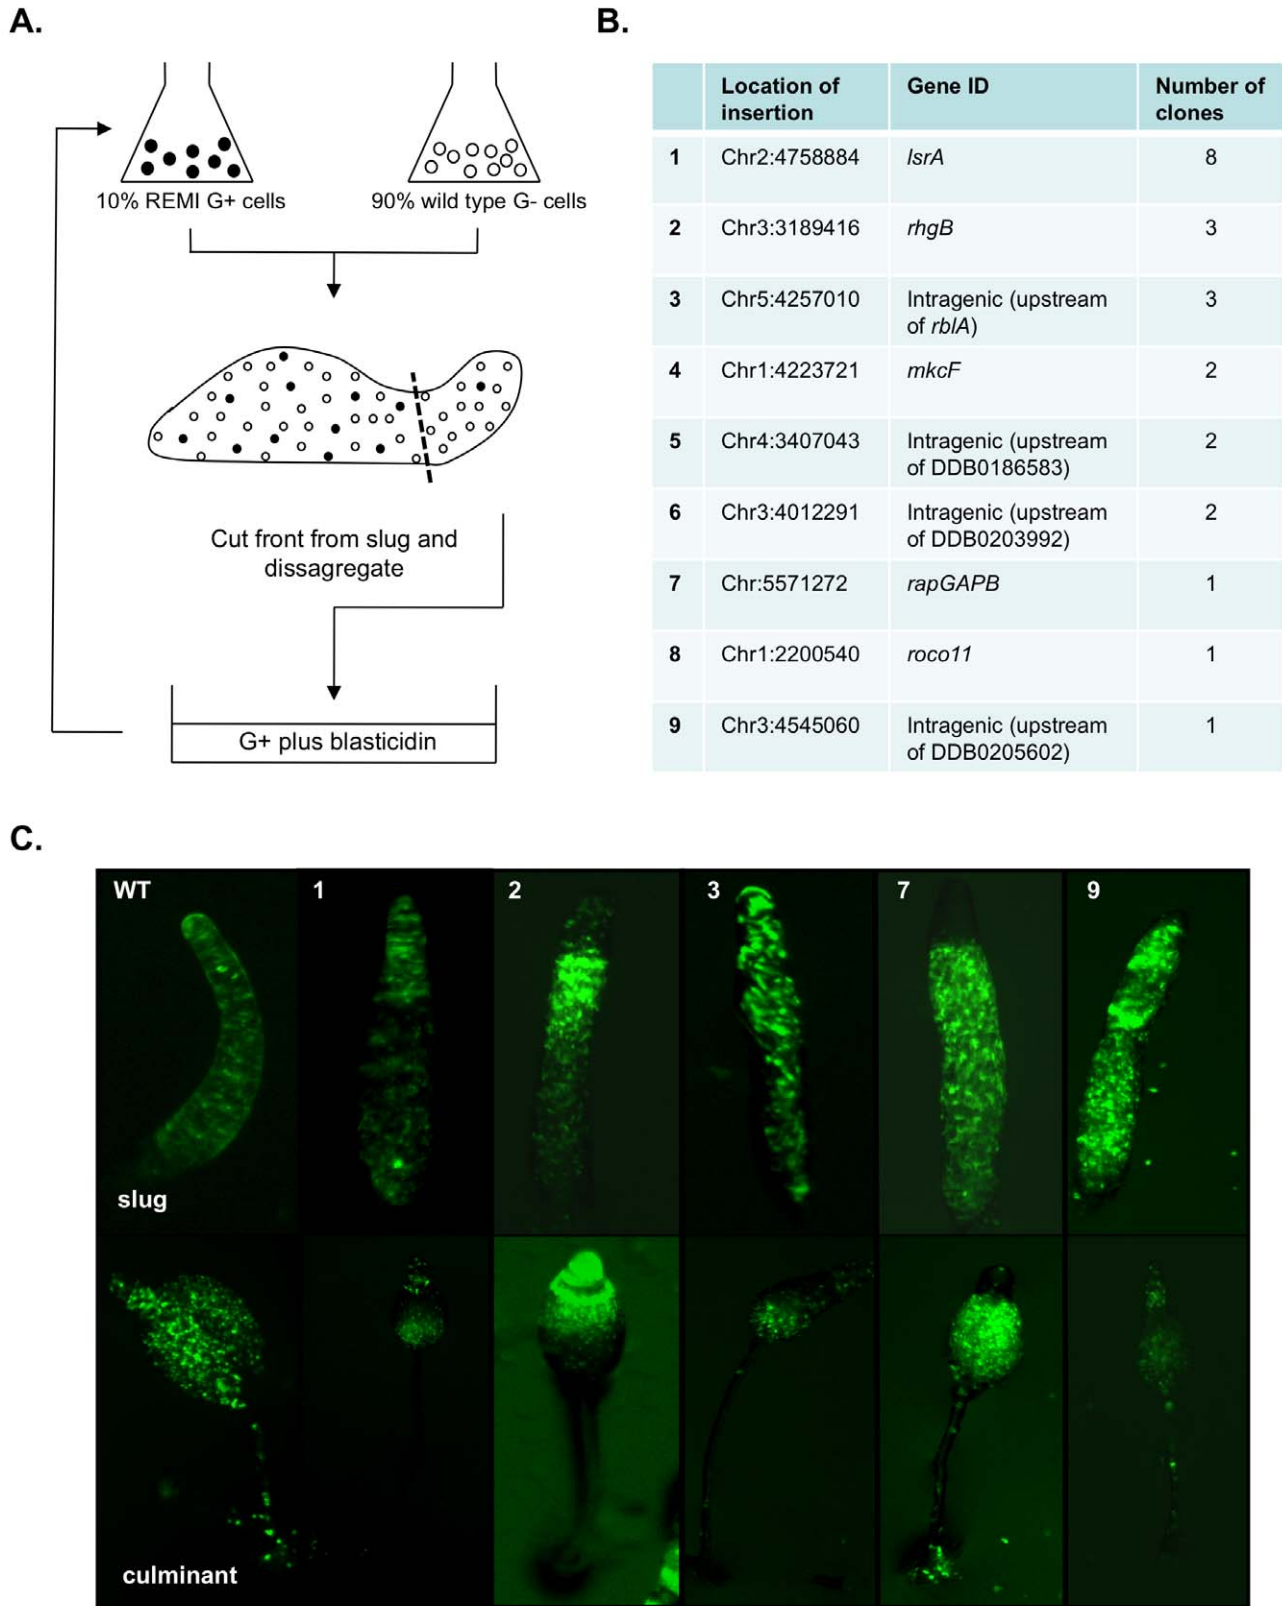 A.
10% REMI G+ cells
90% wild type G- cells
Cut front from slug and
dissagregate
G+ plus blasticidin
B.
Location of
insertion
Gene ID
Number of
clones
1
Chr2:4758884
lsrA
8
2
Chr3:3189416
rhgB
3
3
Chr5:4257010
Intragenic (upstream
of rblA)
3
4
Chr1:4223721
mkcF
2
5
Chr4:3407043
Intragenic (upstream
of DDB0186583)
2
6
Chr3:4012291
Intragenic (upstream
of DDB0203992)
2
7
Chr:5571272
rapGAPB
1
8
Chr1:2200540
roco11
1
9
Chr3:4545060
Intragenic (upstream
of DDB0205602)
1
C.
WT
1
2
3
7
9
slug
culminant